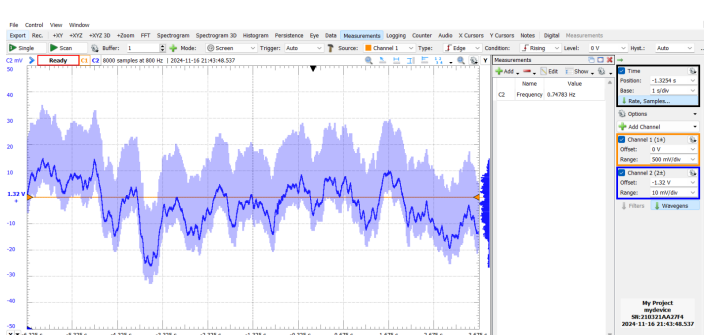 File Control View Window
Export Rec. +XY +XYZ +XYZ 3D +Zoom FFT Spectrogram Spectrogram 3D Histogram Persistence Eye Data Measurements Logging Counter Audio X Cursors Y Cursors Notes Digital Measurements
Single Scan Buffer: 1 Mode: Screen Trigger: Auto Source: Channel 1 Type: Edge Condition: Rising Level: 0 V Hyst.: Auto
C2 mV Ready C1 C2 8000 samples at 800 Hz | 2024-11-16 21:43:48.507 Y
Measurements
Add Edit Show
Name Value
C2 Frequency 0.74783 Hz
Time
Position: -1.3254 s
Base: 1 s/div
Rate, Samples...
Options
Add Channel
Channel 1 (1±)
Offset: 0 V
Range: 500 mV/div
Channel 2 (2±)
Offset: -1.32 V
Range: 10 mV/div
Filters Wavegens
50
40
30
20
10
1.32 V
-10
-20
-30
-40
-50
My Project
mydevice
SN:210321AA27F4
2024-11-16 21:43:48.537